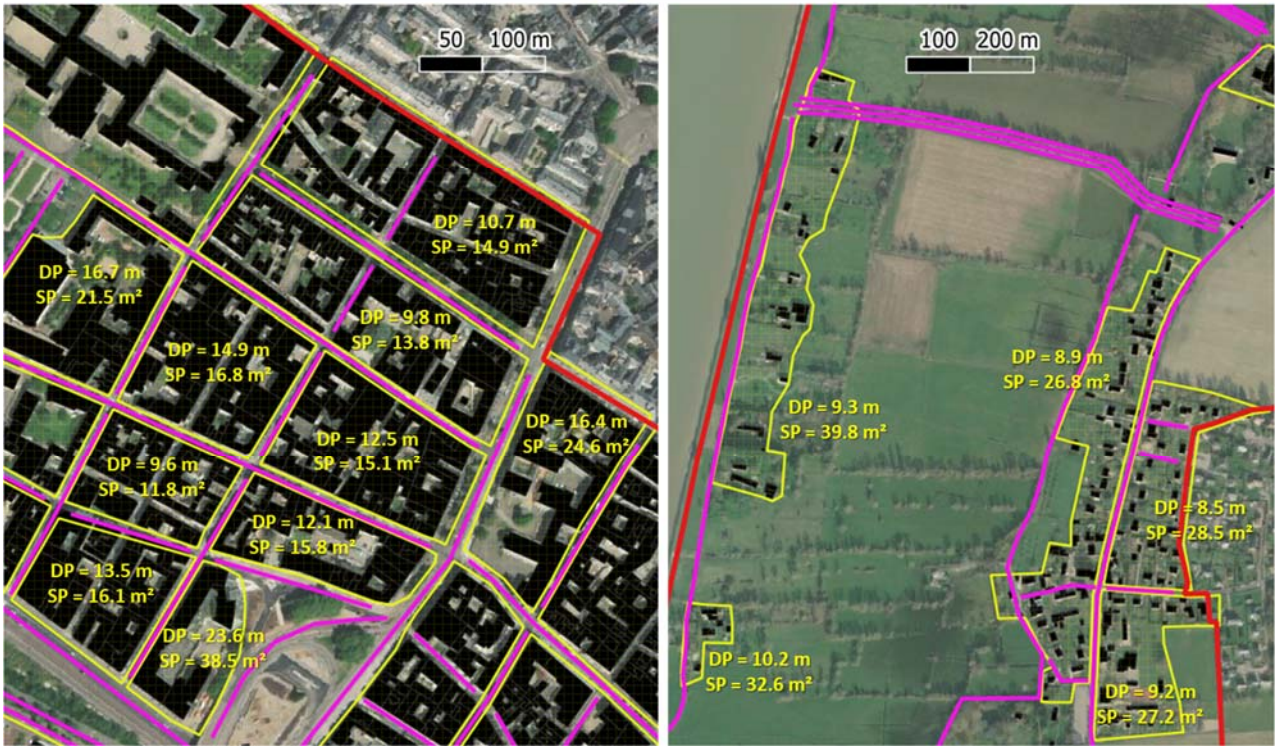 50 100 m
DP = 10.7 m
SP = 14.9 m²
DP = 16.7 m
SP = 21.5 m²
DP = 9.8 m
SP = 13.8 m²
DP = 14.9 m
SP = 16.8 m²
DP = 16.4 m
SP = 24.6 m²
DP = 12.5 m
SP = 15.1 m²
DP = 9.6 m
SP = 11.8 m²
DP = 12.1 m
SP = 15.8 m²
DP = 13.5 m
SP = 16.1 m²
DP = 23.6 m
SP = 38.5 m²
100 200 m
DP = 8.9 m
SP = 26.8 m²
DP = 9.3 m
SP = 39.8 m²
DP = 8.5 m
SP = 28.5 m²
DP = 10.2 m
SP = 32.6 m²
DP = 9.2 m
SP = 27.2 m²